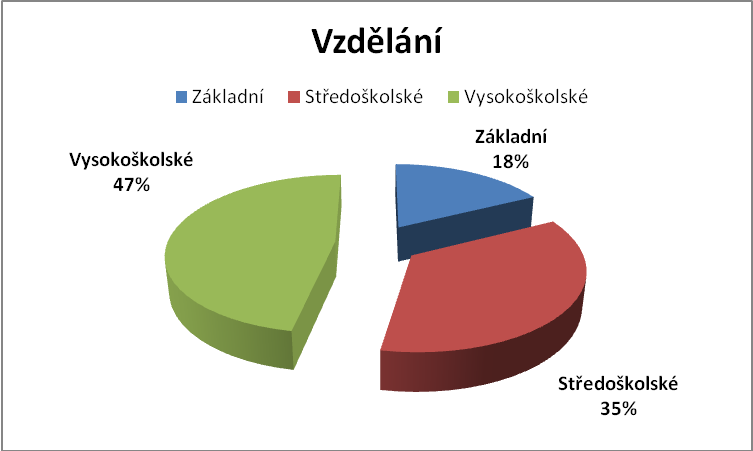 Vzdělání
Základní Středoškolské Vysokoškolské
Základní
18%
Vysokoškolské
47%
Středoškolské
35%